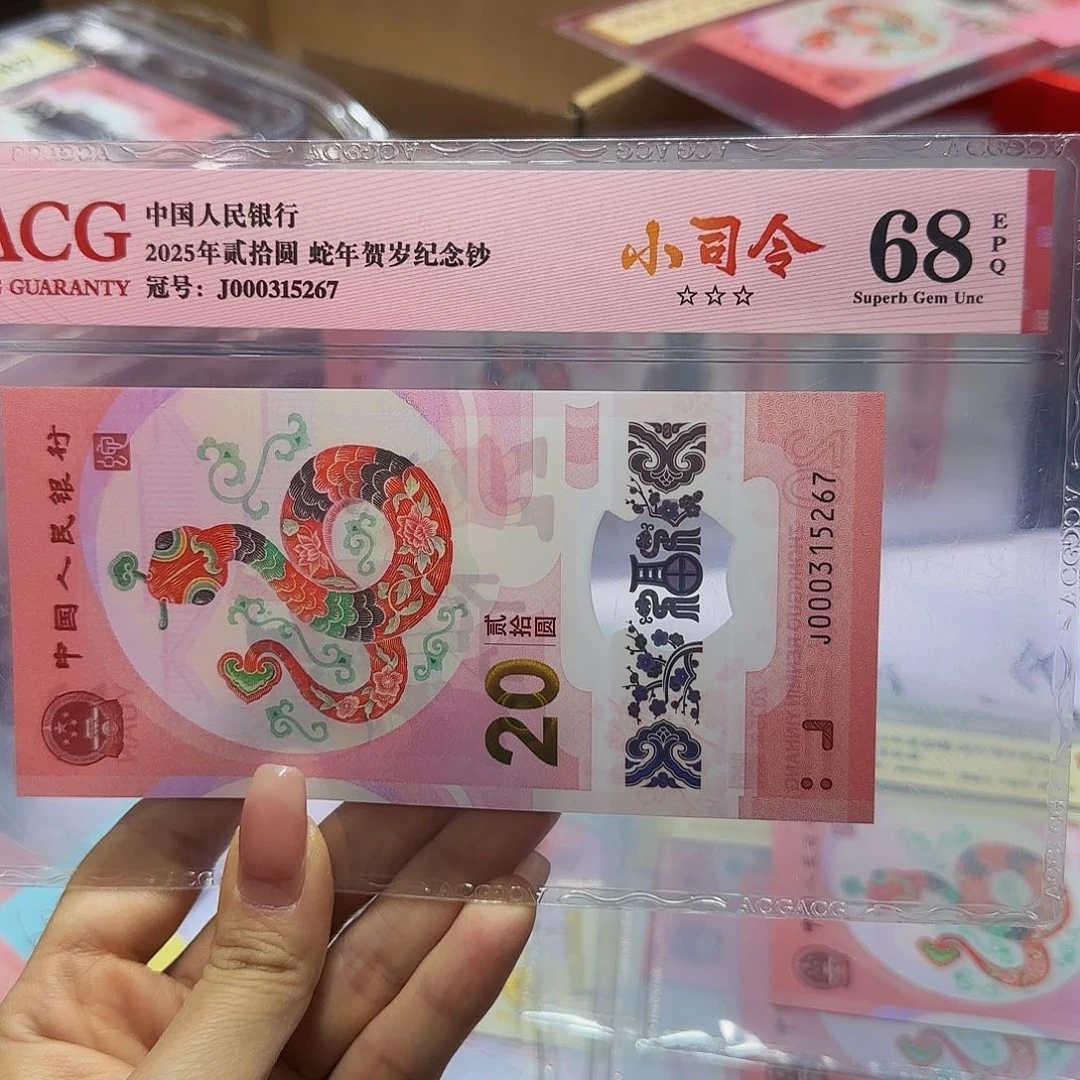 ACG
GUARANTY
中国人民银行
2025年贰拾圆 蛇年贺岁纪念钞
冠号：J000315267
小司令
☆☆☆
68
EPQ
Superb Gem Unc
中国人民银行
贰拾圆
20
J000315267
ACGACG